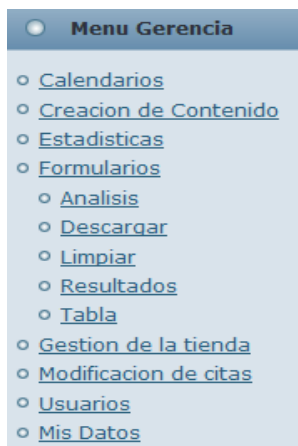 Menu Gerencia
Calendarios
Creacion de Contenido
Estadisticas
Formularios
Analisis
Descargar
Limpiar
Resultados
Tabla
Gestion de la tienda
Modificacion de citas
Usuarios
Mis Datos